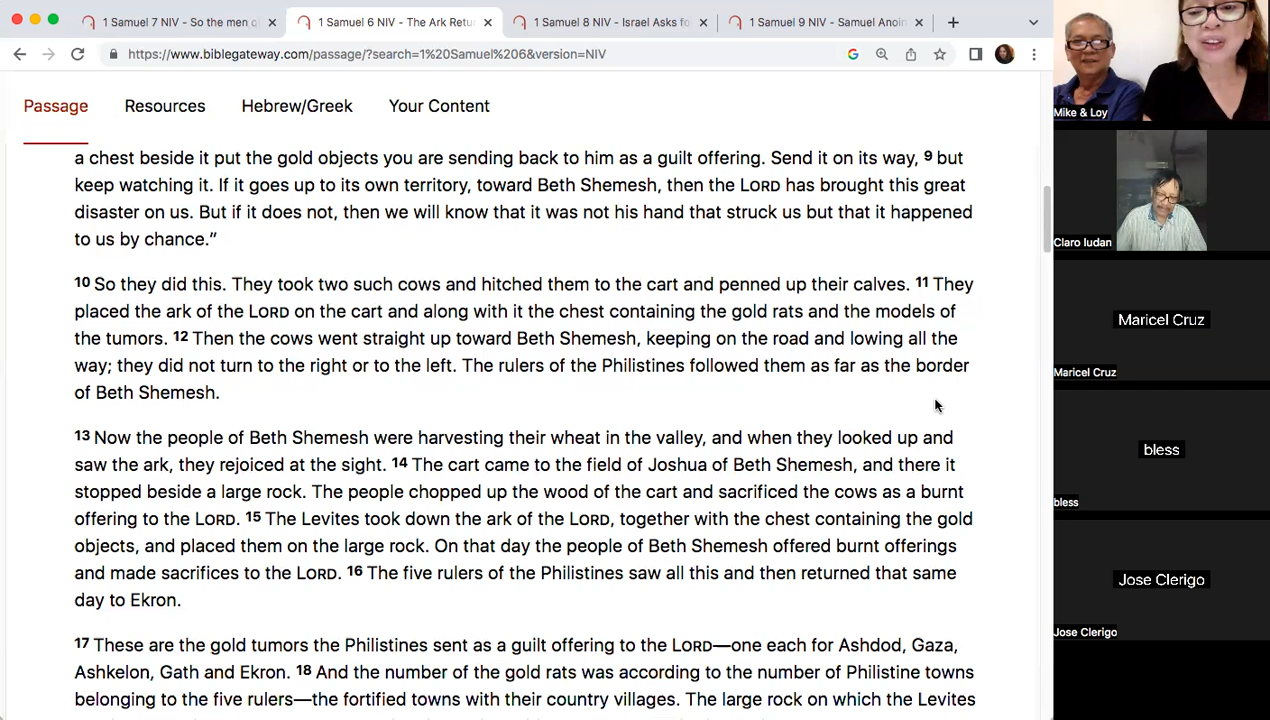 1 Samuel 7 NIV - So the men o
1 Samuel 6 NIV - The Ark Retu
1 Samuel 8 NIV - Israel Asks fo
1 Samuel 9 NIV - Samuel Anoin
https://www.biblegateway.com/passage/?search=1%20Samuel%206&version=NIV
Passage Resources Hebrew/Greek Your Content
a chest beside it put the gold objects you are sending back to him as a guilt offering. Send it on its way, 9 but
keep watching it. If it goes up to its own territory, toward Beth Shemesh, then the LORD has brought this great
disaster on us. But if it does not, then we will know that it was not his hand that struck us but that it happened
to us by chance.”
10 So they did this. They took two such cows and hitched them to the cart and penned up their calves. 11 They
placed the ark of the LORD on the cart and along with it the chest containing the gold rats and the models of
the tumors. 12 Then the cows went straight up toward Beth Shemesh, keeping on the road and lowing all the
way; they did not turn to the right or to the left. The rulers of the Philistines followed them as far as the border
of Beth Shemesh.
13 Now the people of Beth Shemesh were harvesting their wheat in the valley, and when they looked up and
saw the ark, they rejoiced at the sight. 14 The cart came to the field of Joshua of Beth Shemesh, and there it
stopped beside a large rock. The people chopped up the wood of the cart and sacrificed the cows as a burnt
offering to the LORD. 15 The Levites took down the ark of the LORD, together with the chest containing the gold
objects, and placed them on the large rock. On that day the people of Beth Shemesh offered burnt offerings
and made sacrifices to the LORD. 16 The five rulers of the Philistines saw all this and then returned that same
day to Ekron.
17 These are the gold tumors the Philistines sent as a guilt offering to the LORD—one each for Ashdod, Gaza,
Ashkelon, Gath and Ekron. 18 And the number of the gold rats was according to the number of Philistine towns
belonging to the five rulers—the fortified towns with their country villages. The large rock on which the Levites
Mike & Loy
Claro Iudan
Maricel Cruz
Maricel Cruz
bless
bless
Jose Clerigo
Jose Clerigo